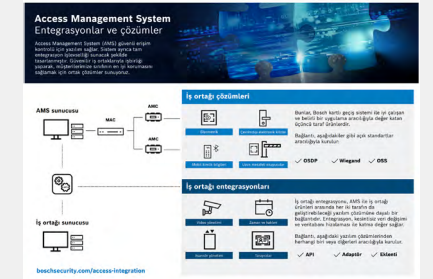 Access Management System
Entegrasyonlar ve çözümler
Access Management System (AMS) güvenli erişim
kontrolü için yazılım sağlar. Sistem ayrıca tam
entegrasyon işlevselliği sunacak şekilde
tasarlanmıştır. Güvenilir iş ortaklarıyla işbirliği
yaparak, müşterilerimize sınıfının en iyi korumasını
sağlamak için ortak çözümler sunuyoruz.
AMS sunucusu
MAC
AMC
AMC
İş ortağı sunucusu
İş ortağı çözümleri
Bunlar, Bosch kartlı geçiş sistemi ile iyi çalışan
ve belirli bir uygulama aracılığıyla değer katan
üçüncü taraf ürünlerdir.
Bağlantı, aşağıdakiler gibi açık standartlar
aracılığıyla kurulur.
✓ OSDP ✓ Wiegand ✓ OSS
İş ortağı entegrasyonları
İş ortağı entegrasyonu, AMS ile iş ortağı
ürünleri arasında her iki tarafın da
geliştirebileceği yazılım çözümüne dayalı bir
bağlantıdır. Entegrasyon, kesintisiz veri değişimi
ve veritabanı hizalaması ile katma değer sağlar.
Bağlantı, aşağıdaki yazılım çözümlerinden
herhangi biri veya diğerleri aracılığıyla kurulur.
✓ API ✓ Adaptör ✓ Eklenti
boschsecurity.com/access-integration